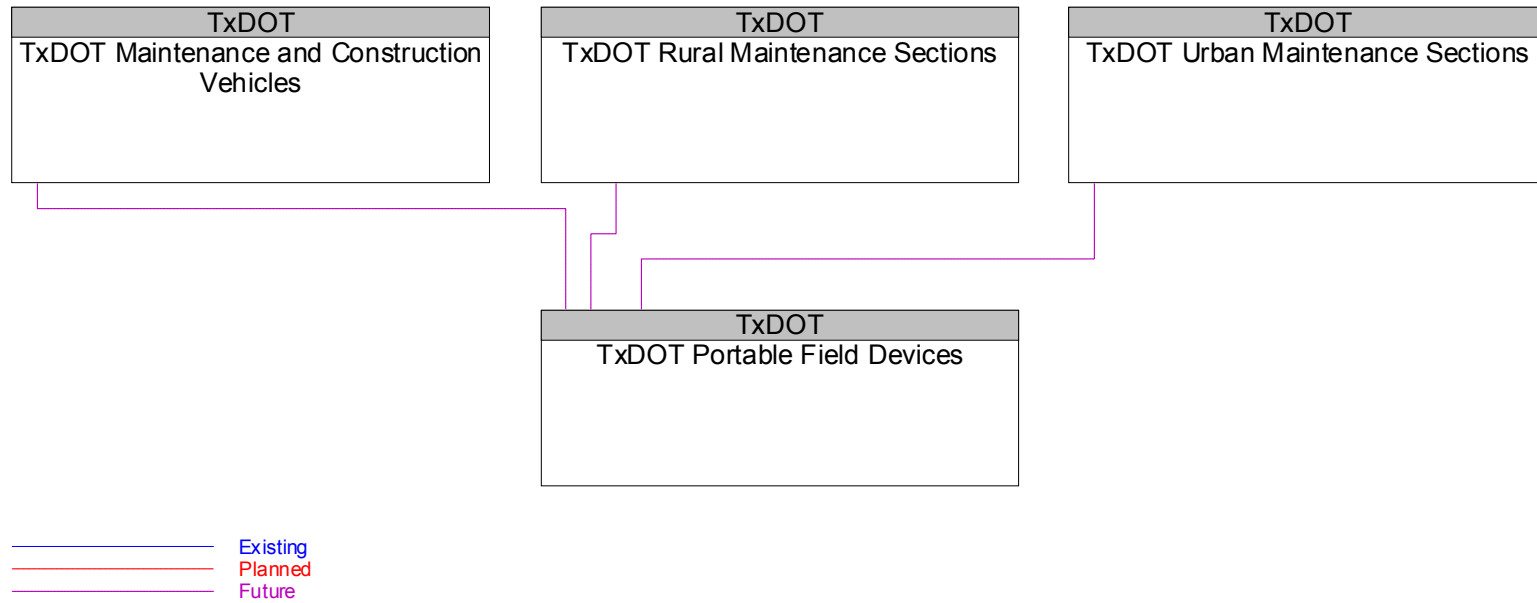 TxDOT
TxDOT Maintenance and Construction
Vehicles
TxDOT
TxDOT Rural Maintenance Sections
TxDOT
TxDOT Urban Maintenance Sections
TxDOT
TxDOT Portable Field Devices
Existing
Planned
Future